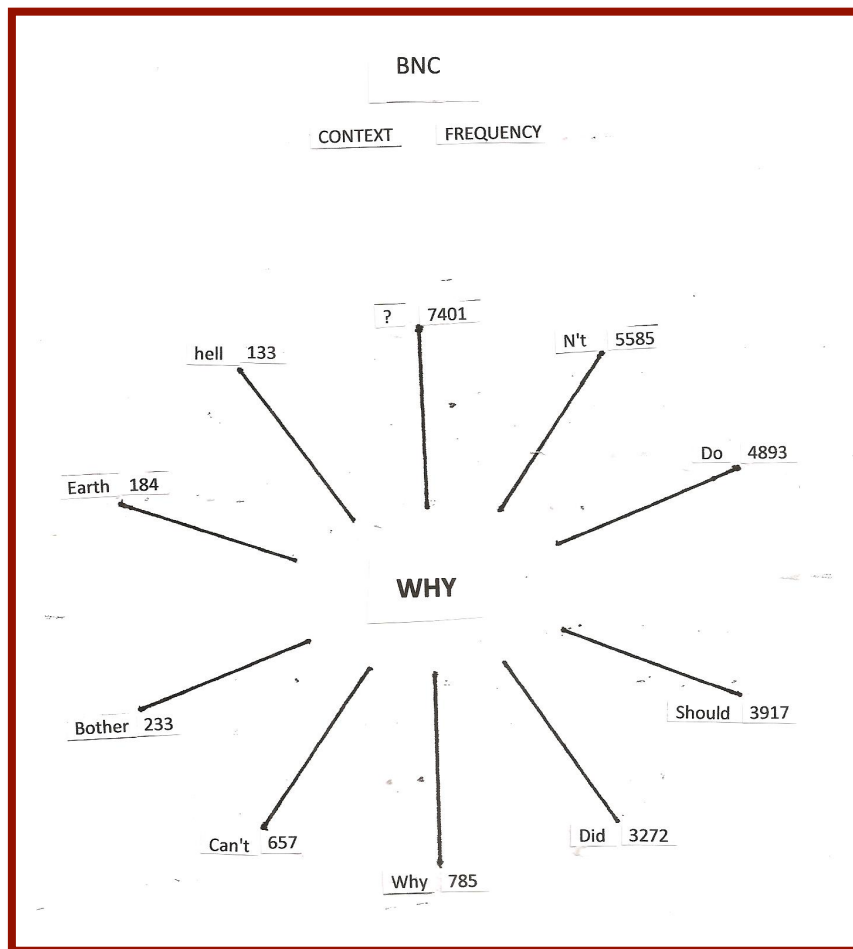 BNC
CONTEXT FREQUENCY
? 7401
N't 5585
hell 133
Do 4893
Earth 184
WHY
Should 3917
Bother 233
Did 3272
Can't 657
Why 785